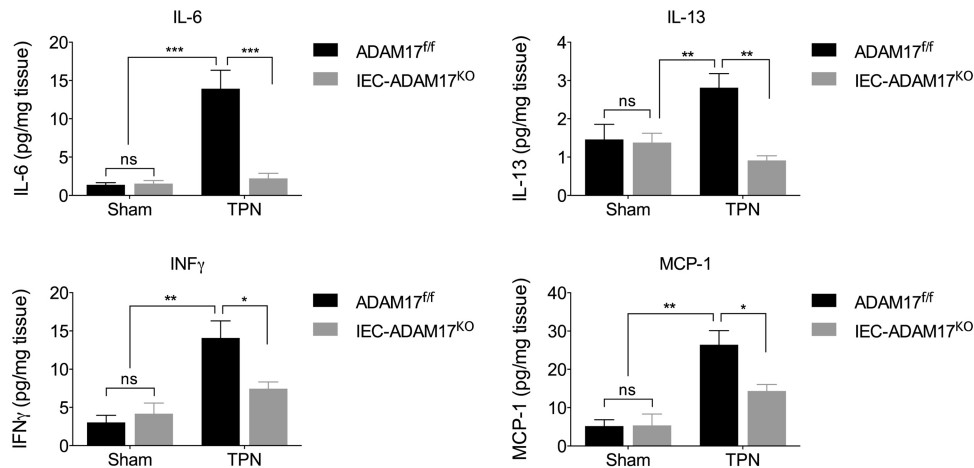 IL-6
IL-6 (pg/mg tissue)
20
15
10
5
0
***
***
ns
Sham
TPN
ADAM17f/f
IEC-ADAM17KO
IL-13
IL-13 (pg/mg tissue)
4
3
2
1
0
**
**
ns
Sham
TPN
ADAM17f/f
IEC-ADAM17KO
INFγ
IFNγ (pg/mg tissue)
20
15
10
5
0
**
*
ns
Sham
TPN
ADAM17f/f
IEC-ADAM17KO
MCP-1
MCP-1 (pg/mg tissue)
40
30
20
10
0
**
*
ns
Sham
TPN
ADAM17f/f
IEC-ADAM17KO